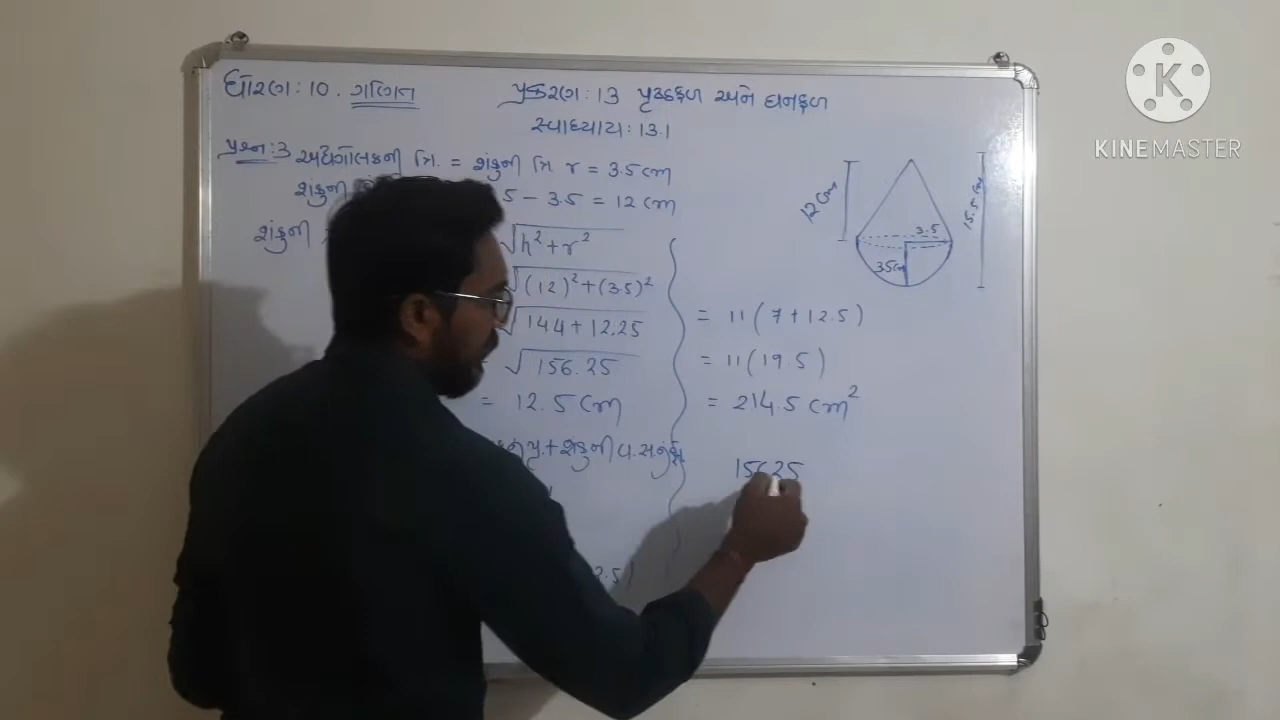 ધોરણ : 10 . ગણિત
પ્રકરણ : 13 પૃષ્ઠફળ અને ઘનફળ
સ્વાધ્યાય : 13.1
પ્રશ્ન : 3 અર્ધગોલકની ત્રિ. = શંકુની ત્રિ. r = 3.5 cm
શંકુની 5 - 3.5 = 12 cm
શંકુની √h²+r²
√(12)²+(3.5)²
√144+12.25
√156.25
= 12.5 cm
+ શંકુની
2.5)
= 11(7+12.5)
= 11(19.5)
= 214.5 cm²
15625
12 cm
3.5
3.5 cm
15.5 cm
KINEMASTER